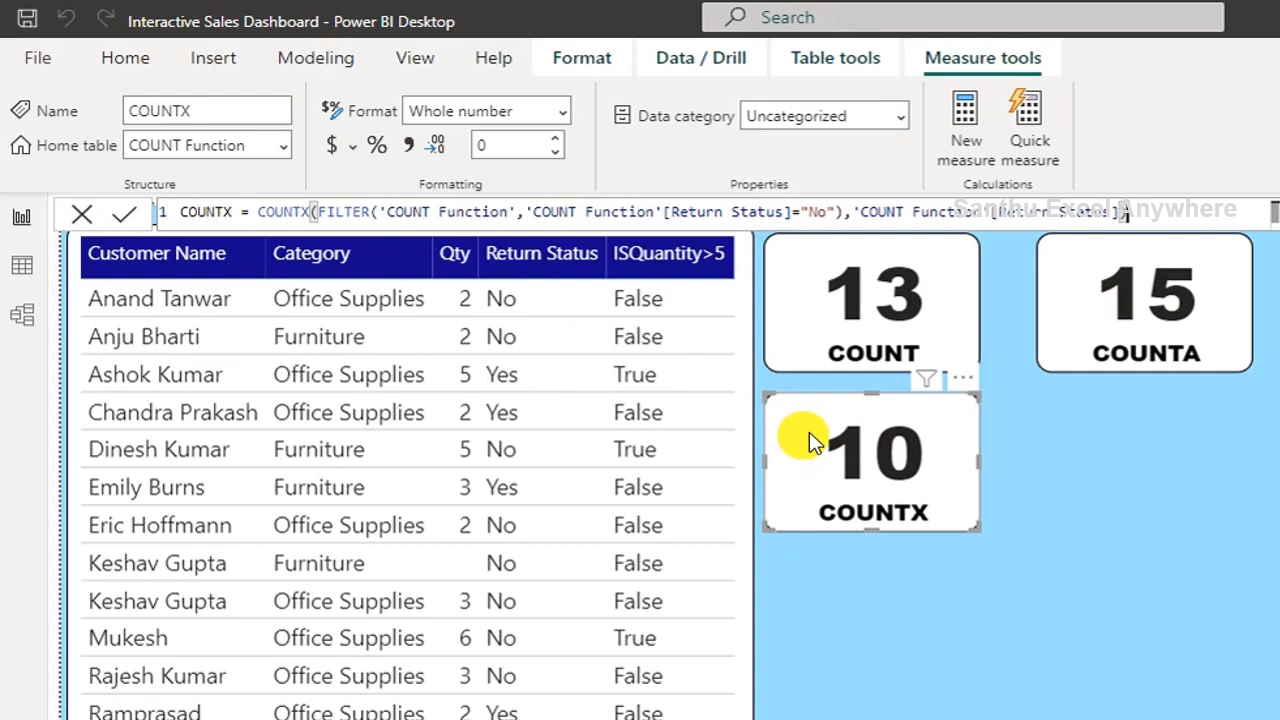 Interactive Sales Dashboard - Power BI Desktop
Search
File Home Insert Modeling View Help Format Data / Drill Table tools Measure tools
Name COUNTX
Home table COUNT Function
Structure
$% Format Whole number
$ % , .00 0
Formatting
Data category Uncategorized
Properties
New measure
Quick measure
Calculations
1 COUNTX = COUNTX(FILTER('COUNT Function','COUNT Function'[Return Status]="No"),'COUNT Function'[Return Status])
Santhu Excel Anywhere
Customer Name Category Qty Return Status ISQuantity>5
Anand Tanwar Office Supplies 2 No False
Anju Bharti Furniture 2 No False
Ashok Kumar Office Supplies 5 Yes True
Chandra Prakash Office Supplies 2 Yes False
Dinesh Kumar Furniture 5 No True
Emily Burns Furniture 3 Yes False
Eric Hoffmann Office Supplies 2 No False
Keshav Gupta Furniture No False
Keshav Gupta Office Supplies 3 No False
Mukesh Office Supplies 6 No True
Rajesh Kumar Office Supplies 3 No False
Ramprasad Office Supplies 2 Yes False
13
COUNT
15
COUNTA
10
COUNTX